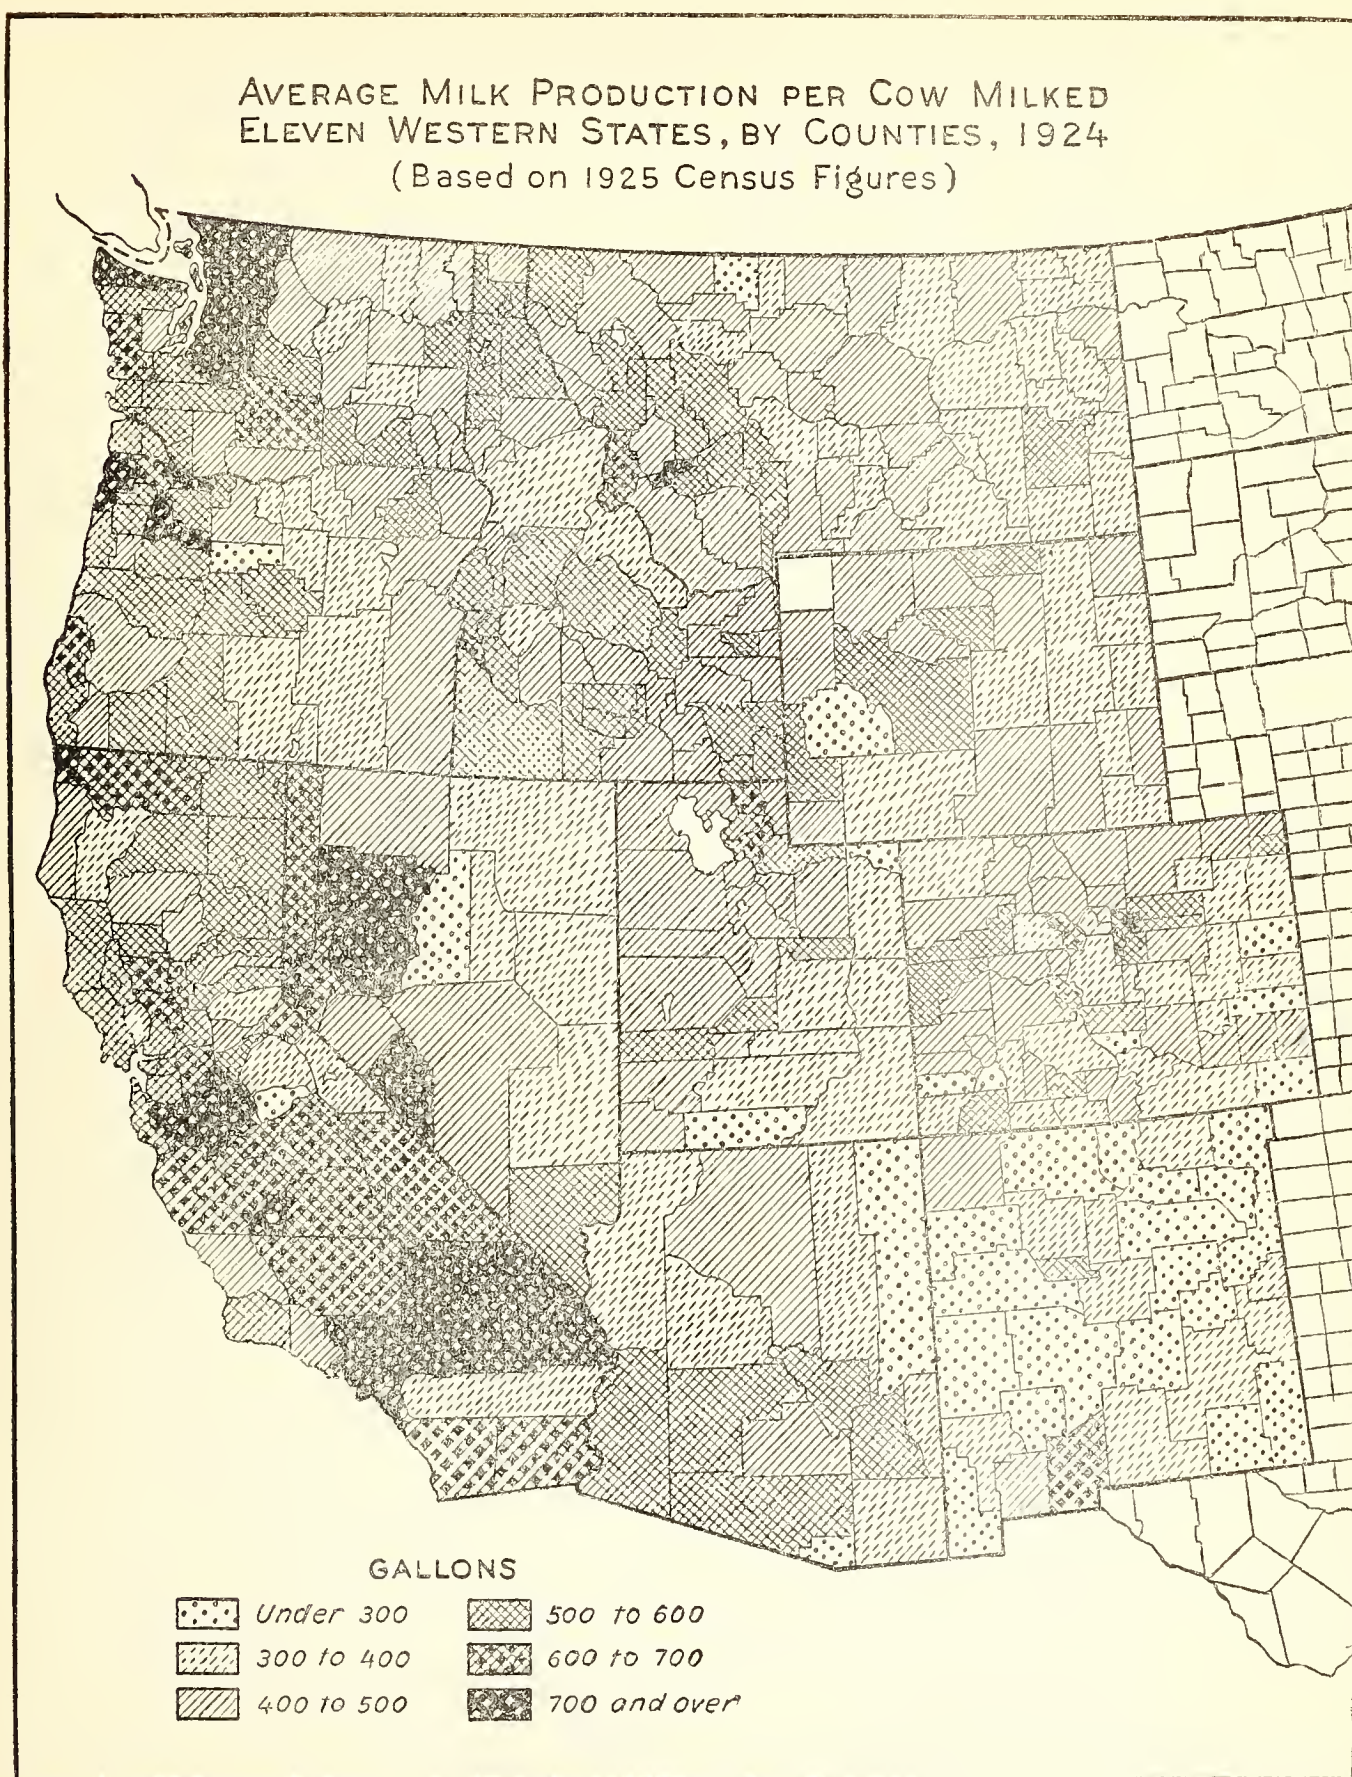 AVERAGE MILK PRODUCTION PER COW MILKED
ELEVEN WESTERN STATES, BY COUNTIES, 1924
(Based on 1925 Census Figures)
GALLONS
Under 300
300 to 400
400 to 500
500 to 600
600 to 700
700 and over